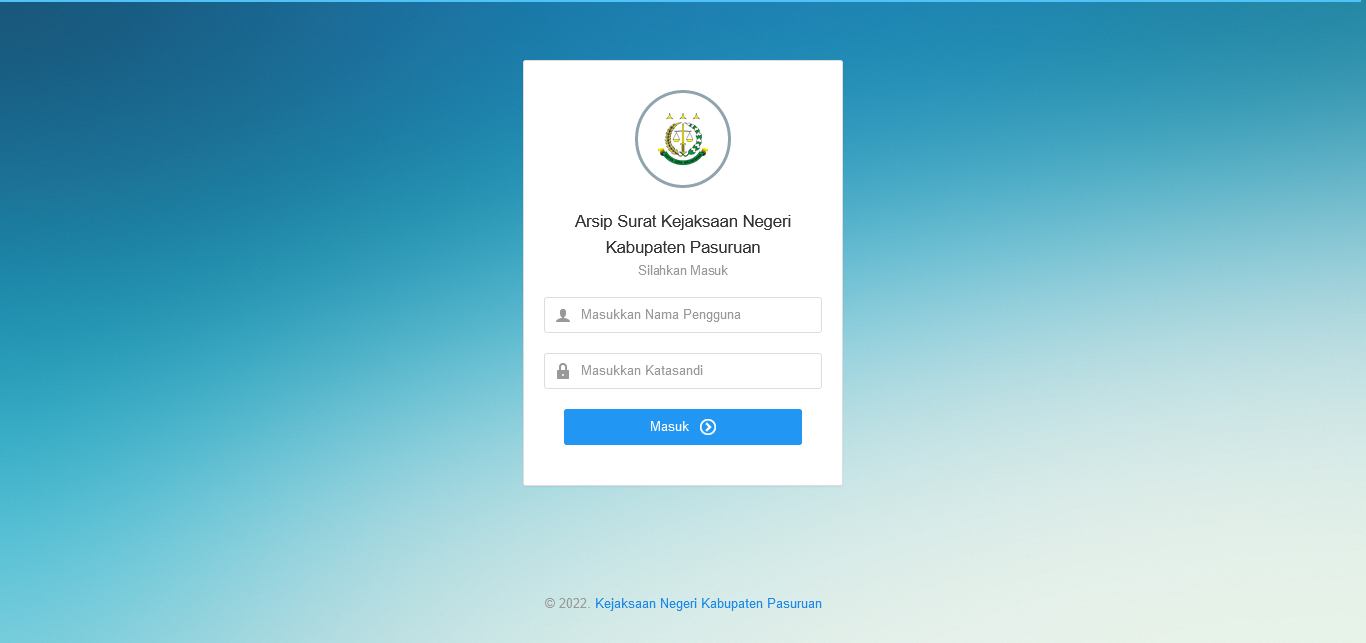 Arsip Surat Kejaksaan Negeri
Kabupaten Pasuruan
Silahkan Masuk
Masukkan Nama Pengguna
Masukkan Katasandi
Masuk
© 2022. Kejaksaan Negeri Kabupaten Pasuruan